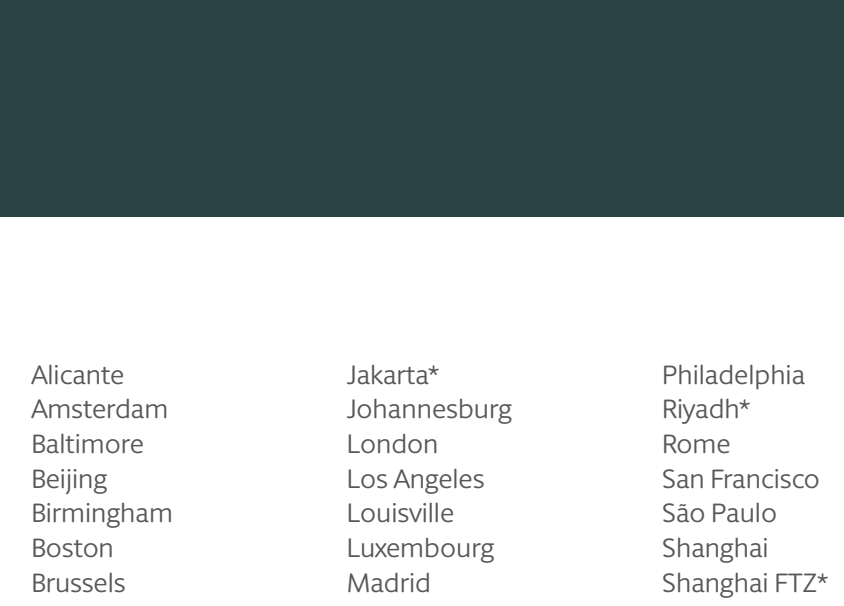 Alicante
Amsterdam
Baltimore
Beijing
Birmingham
Boston
Brussels
Jakarta*
Johannesburg
London
Los Angeles
Louisville
Luxembourg
Madrid
Philadelphia
Riyadh*
Rome
San Francisco
São Paulo
Shanghai
Shanghai FTZ*